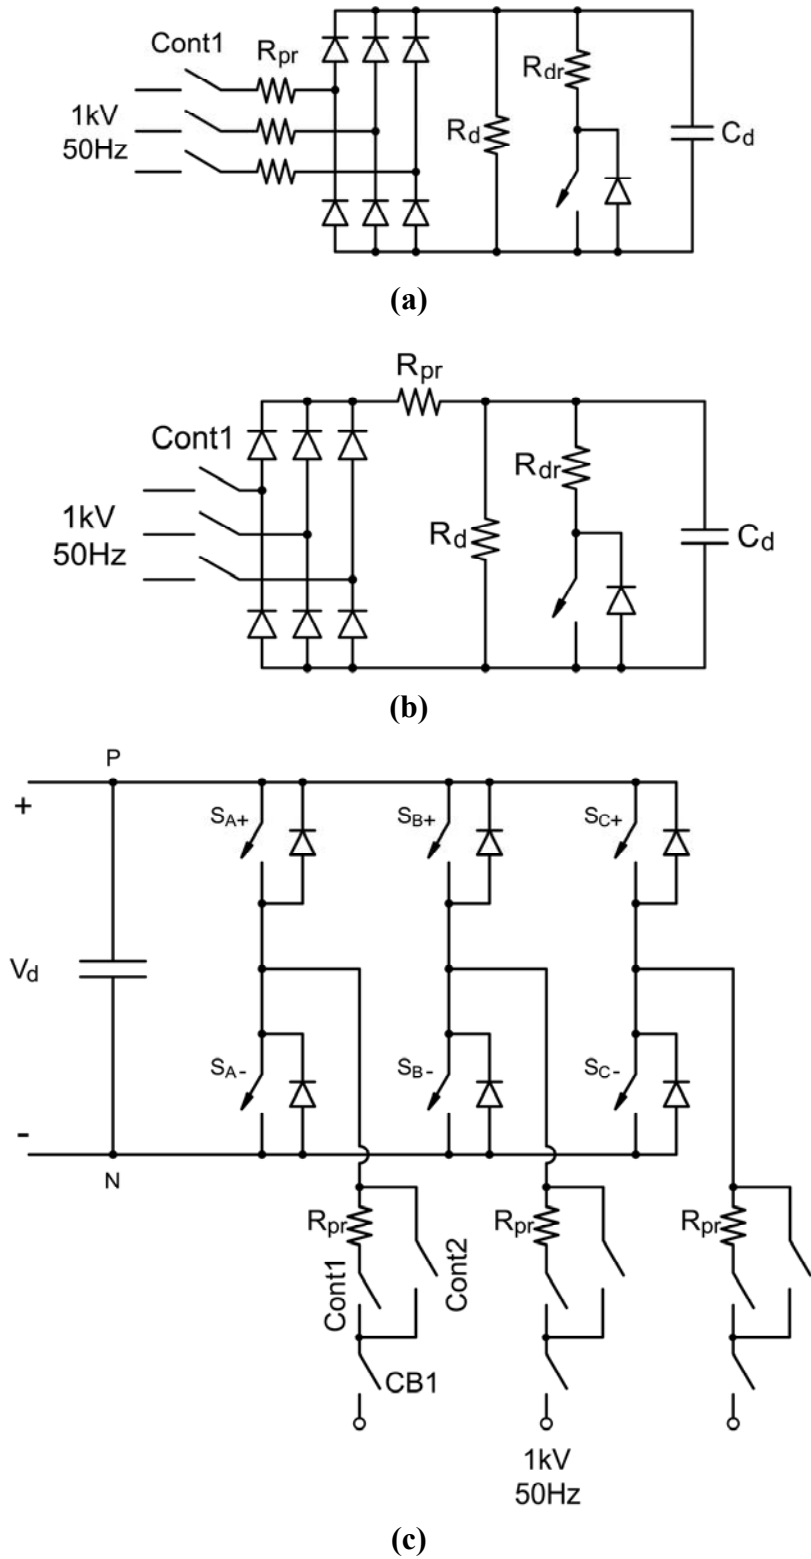 Cont1
Rpr
1kV
50Hz
Rd
Rdr
Cd
(a)
Rpr
Cont1
1kV
50Hz
Rd
Rdr
Cd
(b)
P
+
SA+
SB+
SC+
Vd
SA-
SB-
SC-
-
N
Rpr
Rpr
Rpr
Cont1
Cont2
CB1
1kV
50Hz
(c)